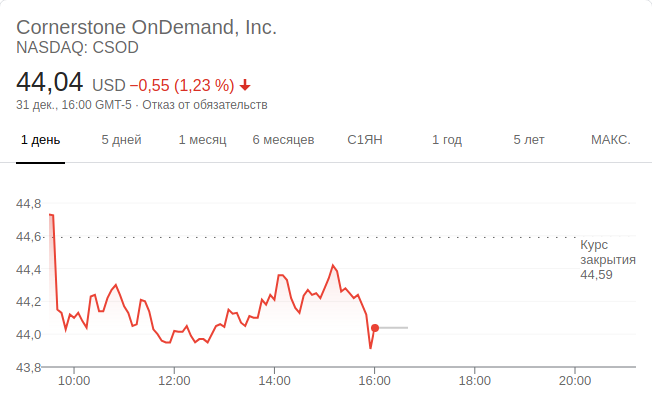 Cornerstone OnDemand, Inc.
NASDAQ: CSOD
44,04 USD −0,55 (1,23 %)
31 дек., 16:00 GMT-5 · Отказ от обязательств
1 день 5 дней 1 месяц 6 месяцев С1ЯН 1 год 5 лет МАКС.
44,8
44,6
Курс
закрытия
44,59
44,4
44,2
44,0
43,8
10:00 12:00 14:00 16:00 18:00 20:00